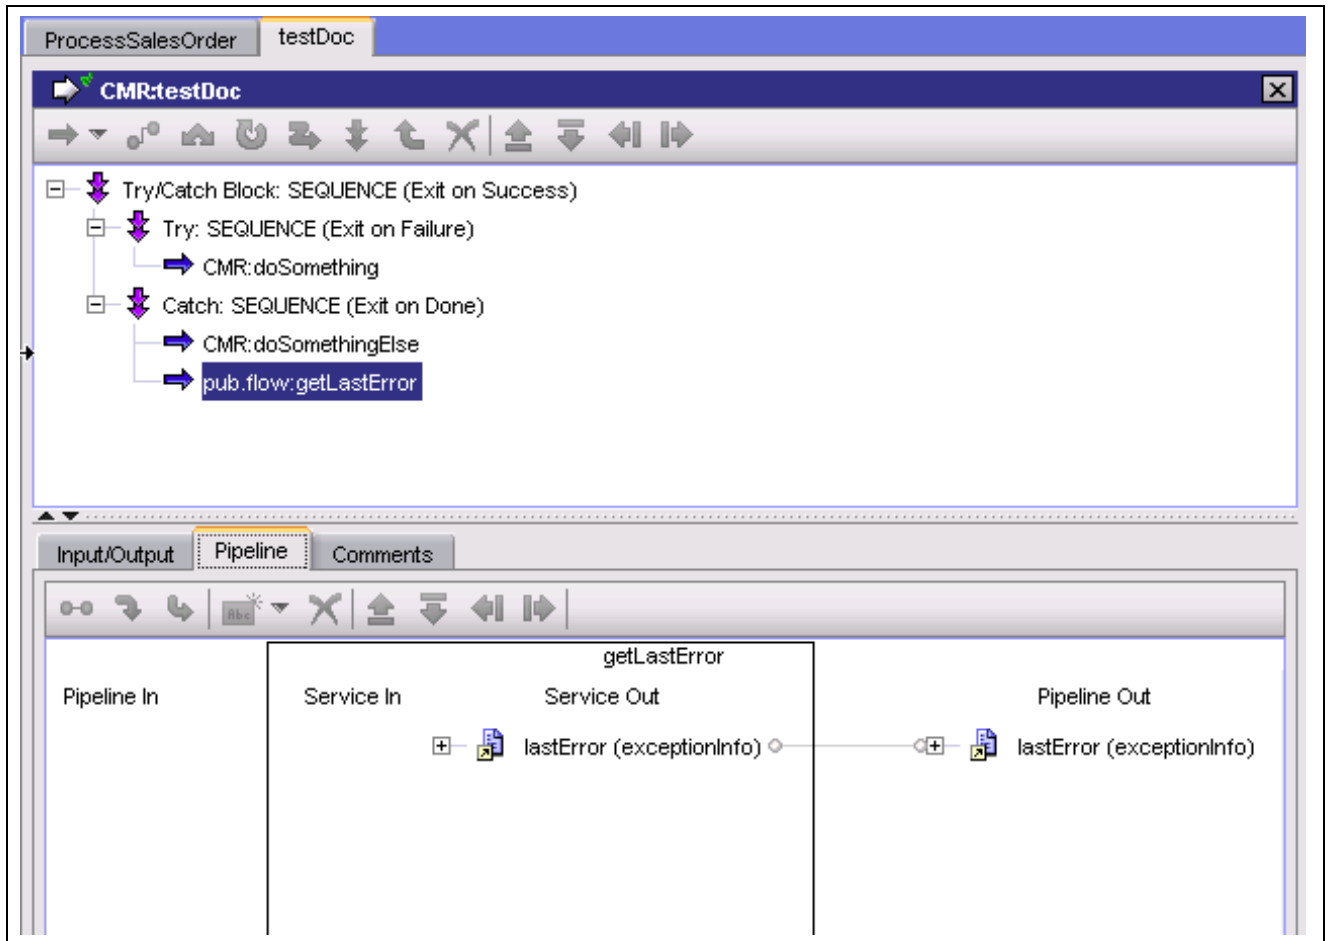 ProcessSalesOrder testDoc
CMR:testDoc
Try/Catch Block: SEQUENCE (Exit on Success)
Try: SEQUENCE (Exit on Failure)
CMR:doSomething
Catch: SEQUENCE (Exit on Done)
CMR:doSomethingElse
pub.flow:getLastError
Input/Output Pipeline Comments
Abc
getLastError
Pipeline In Service In Service Out Pipeline Out
lastError (exceptionInfo) lastError (exceptionInfo)